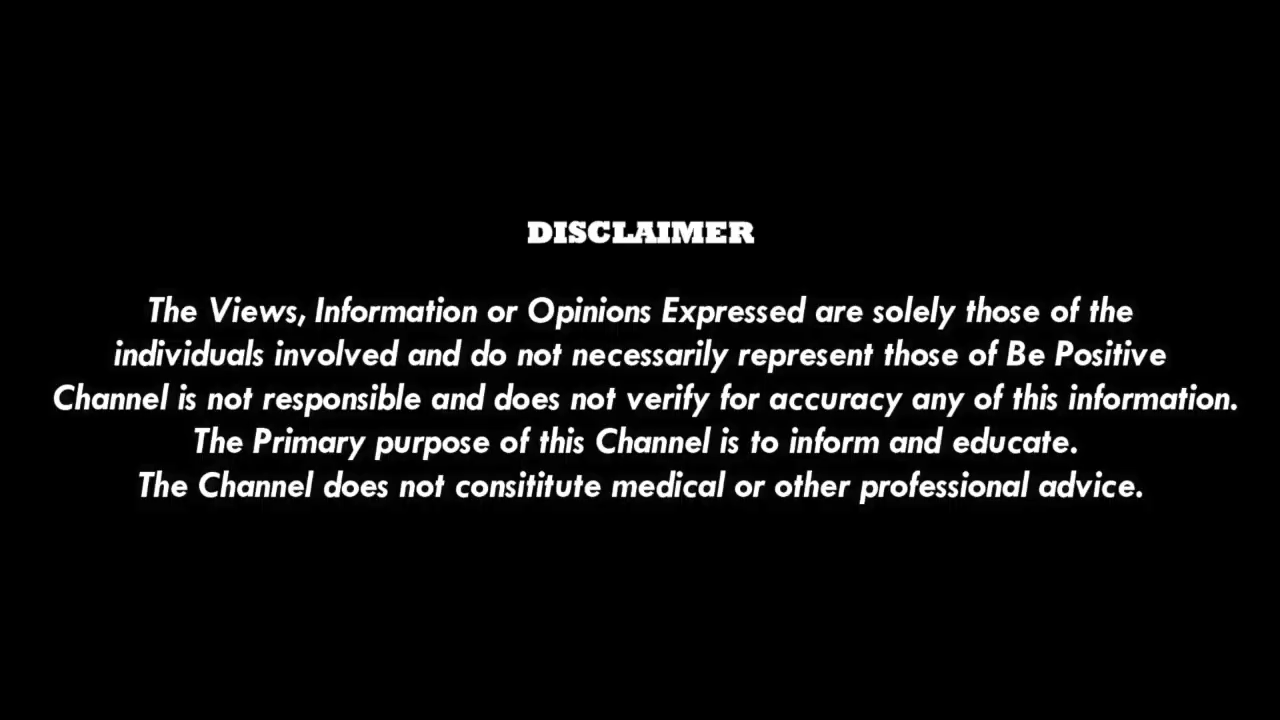 DISCLAIMER
The Views, Information or Opinions Expressed are solely those of the
individuals involved and do not necessarily represent those of Be Positive
Channel is not responsible and does not verify for accuracy any of this information.
The Primary purpose of this Channel is to inform and educate.
The Channel does not consititute medical or other professional advice.